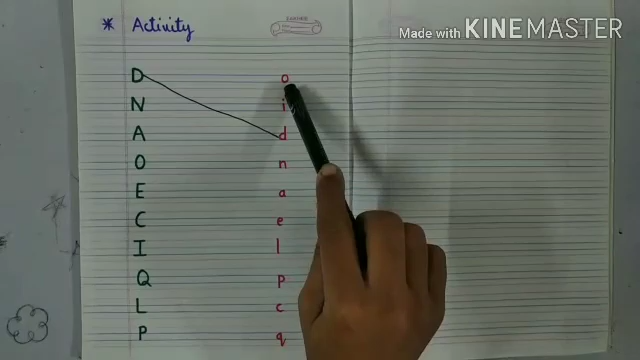 * Activity
Made with KINEMASTER
D o
N i
A d
O n
E a
C e
I l
Q p
L c
P q